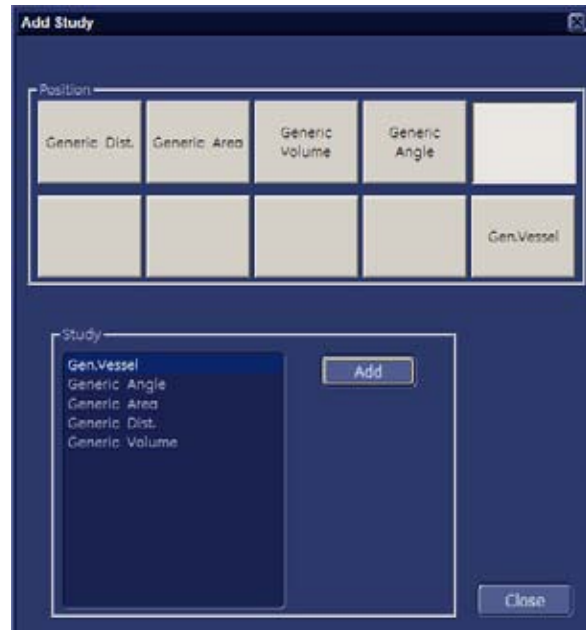 Add Study
Position
Generic Dist.
Generic Area
Generic
Volume
Generic
Angle
Gen.Vessel
Study
Gen.Vessel
Generic Angle
Generic Area
Generic Dist.
Generic Volume
Add
Close